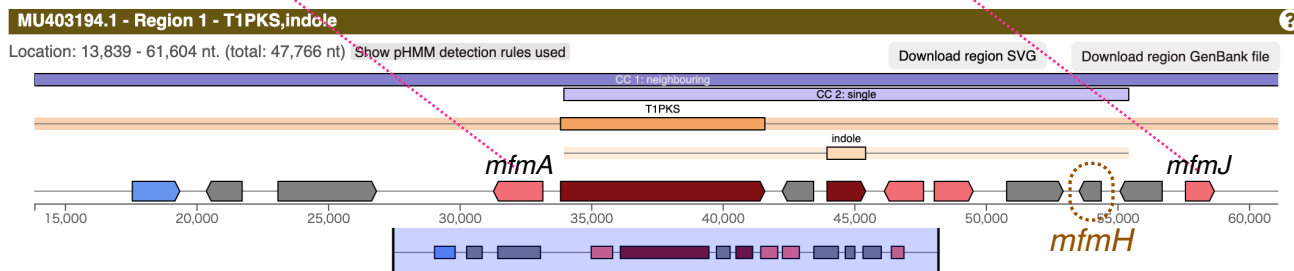 MU403194.1 - Region 1 - T1PKS,indole
?
Location: 13,839 - 61,604 nt. (total: 47,766 nt) Show pHMM detection rules used
Download region SVG
Download region GenBank file
CC 1: neighbouring
CC 2: single
T1PKS
indole
mfmA
mfmJ
15,000 20,000 25,000 30,000 35,000 40,000 45,000 50,000 55,000 60,000
mfmH